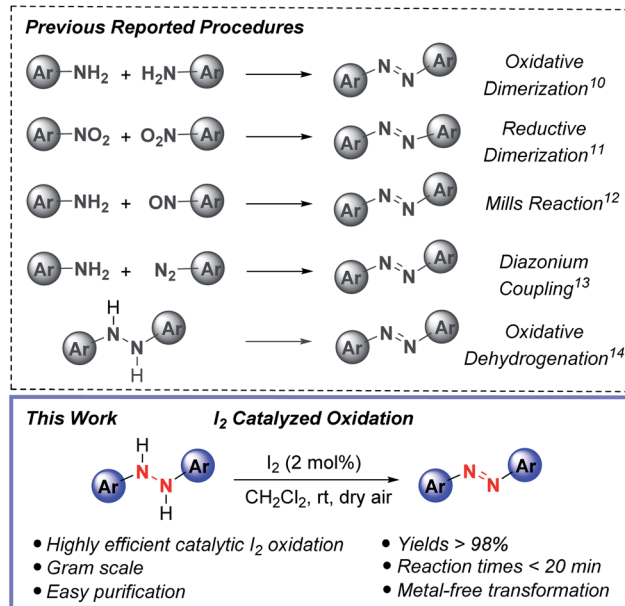 Previous Reported Procedures
Ar NH2 + H2N Ar Ar N N Ar Oxidative Dimerization10
Ar NO2 + O2N Ar Ar N N Ar Reductive Dimerization11
Ar NH2 + ON Ar Ar N N Ar Mills Reaction12
Ar NH2 + N2 Ar Ar N N Ar Diazonium Coupling13
H
Ar N N Ar Ar N N Ar Oxidative Dehydrogenation14
H
This Work I2 Catalyzed Oxidation
H
Ar N N Ar I2 (2 mol%) Ar N N Ar
CH2Cl2, rt, dry air
H
• Highly efficient catalytic I2 oxidation
• Gram scale
• Easy purification
• Yields > 98%
• Reaction times < 20 min
• Metal-free transformation